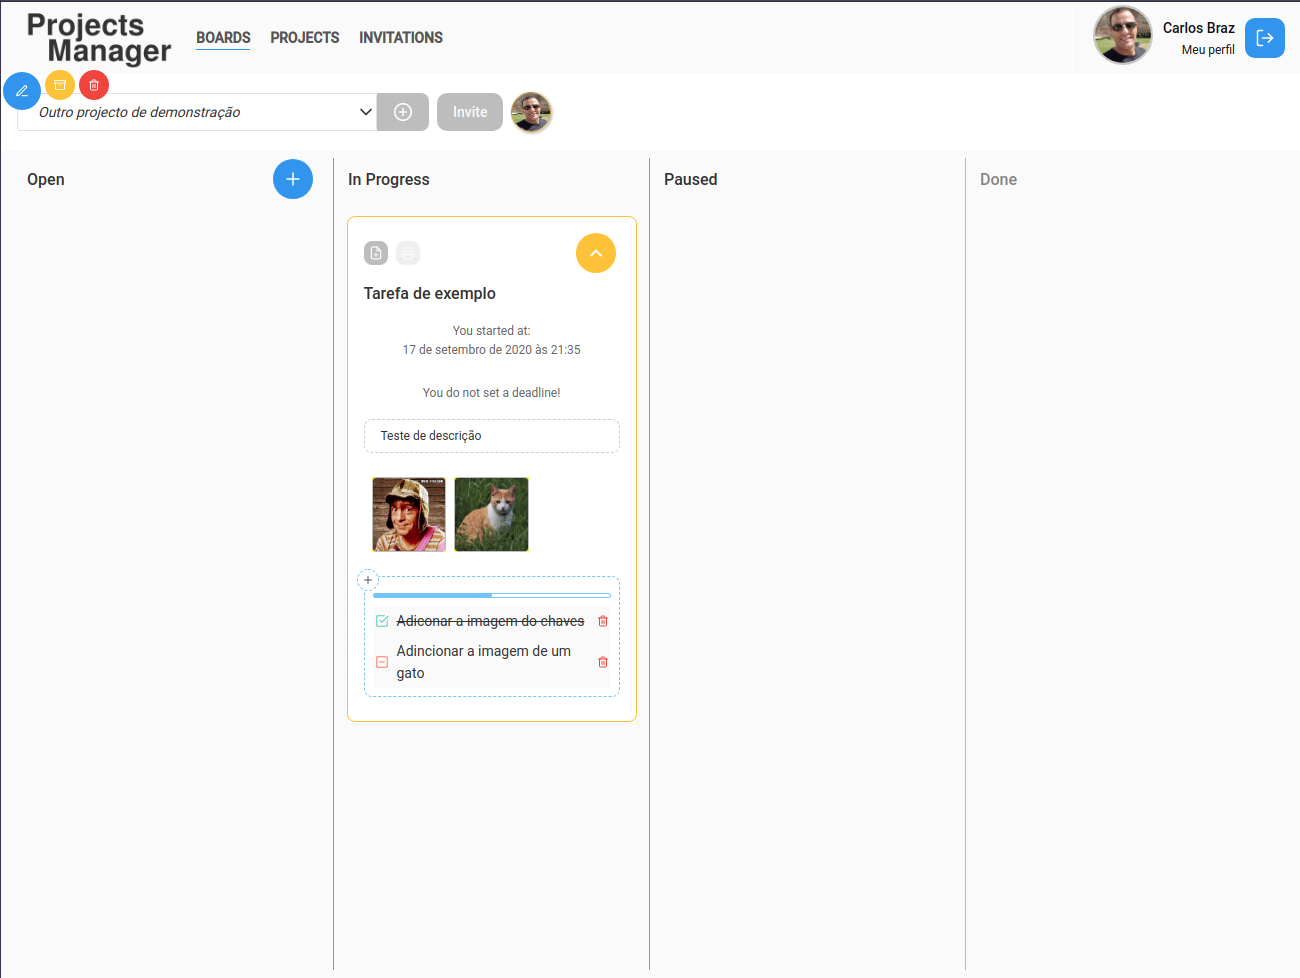 Projects
Manager
BOARDS
PROJECTS
INVITATIONS
Carlos Braz
Meu perfil
Outro projecto de demonstração
Invite
Open
In Progress
Paused
Done
Tarefa de exemplo
You started at:
17 de setembro de 2020 às 21:35
You do not set a deadline!
Teste de descrição
Adiconar a imagem do chaves
Adincionar a imagem de um
gato